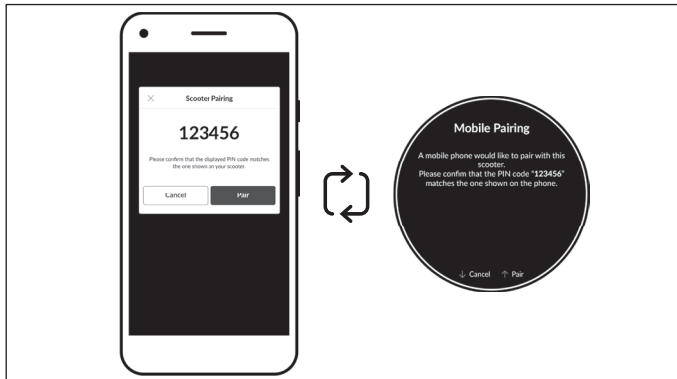 Scooter Pairing
123456
Please confirm that the displayed PIN code matches
the one shown on your scooter.
Cancel
Pair
Mobile Pairing
A mobile phone would like to pair with this
scooter.
Please confim that the PIN code "123456"
matches the one shown on the phone.
↓ Cancel ↑ Pair